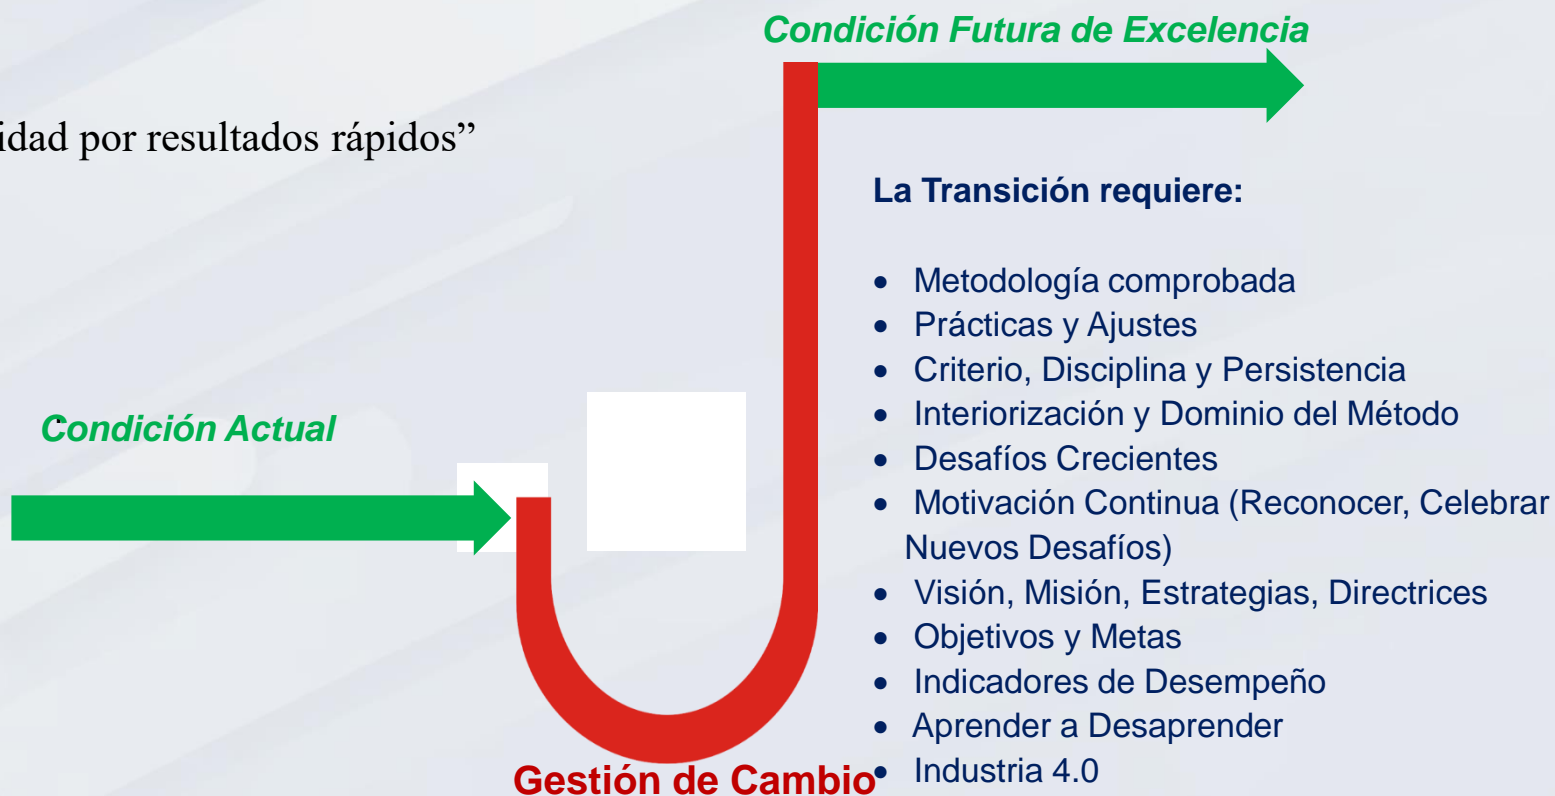 Condición Futura de Excelencia
idad por resultados rápidos”
La Transición requiere:
• Metodología comprobada
• Prácticas y Ajustes
• Criterio, Disciplina y Persistencia
• Interiorización y Dominio del Método
Condición Actual
• Desafíos Crecientes
• Motivación Continua (Reconocer, Celebrar
Nuevos Desafíos)
• Visión, Misión, Estrategias, Directrices
• Objetivos y Metas
• Indicadores de Desempeño
• Aprender a Desaprender
• Industria 4.0
Gestión de Cambio